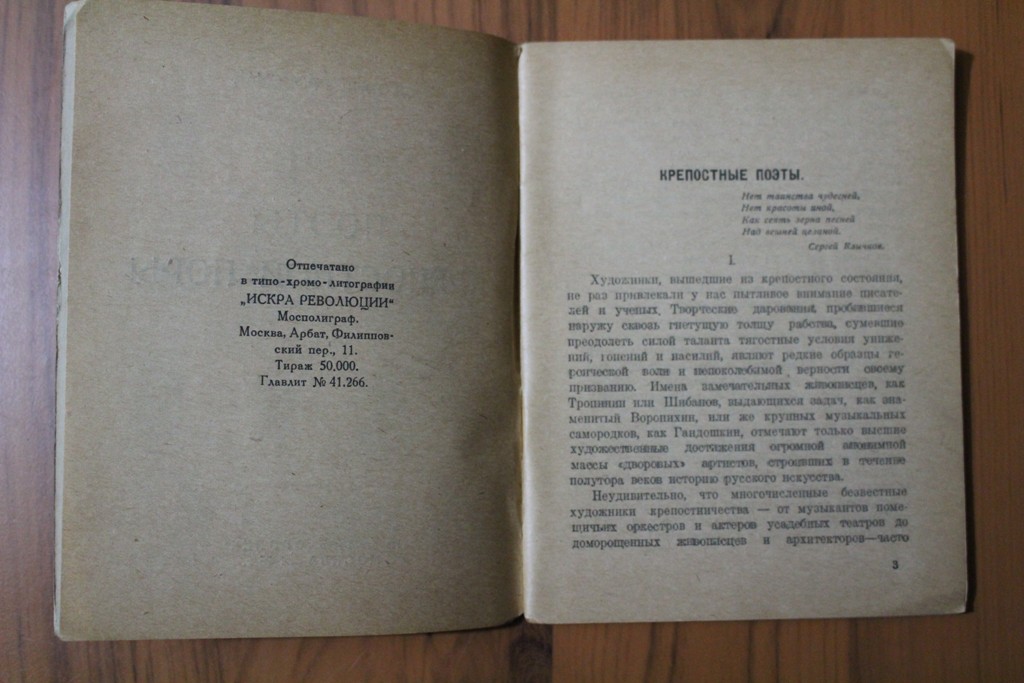 Отпечатано
в типо-хромо-литографии
„ИСКРА РЕВОЛЮЦИИ“
Мосполиграф.
Москва, Арбат, Филиппов-
ский пер., 11.
Тираж 50.000.
Главлит № 41.266.
КРЕПОСТНЫЕ ПОЭТЫ.
Нет таинства чудесней,
Нет красоты иной,
Как сеять зерна песней
Над вешней целиной.
Сергей Клычков.
I.
Художники, вышедшие из крепостного состояния,
не раз привлекали у нас пытливое внимание писате-
лей и ученых. Творческие дарования, пробившиеся
наружу сквозь гнетущую толщу рабства, сумевшие
преодолеть силой таланта тягостные условия униже-
ний, гонений и насилий, являют редкие образцы ге-
роической воли и непоколебимой верности своему
призванию. Имена замечательных живописцев, как
Тропинин или Шибанов, выдающихся задач, как зна-
менитый Воронихин, или же крупных музыкальных
самородков, как Гандошкин, отмечают только высшие
художественные достижения огромной анонимной
массы «дворовых» артистов, строивших в течение
полутора веков историю русского искусства.
Неудивительно, что многочисленные безвестные
художники крепостничества — от музыкантов поме-
щичьих оркестров и актеров усадебных театров до
доморощенных живописцев и архитекторов—часто
3